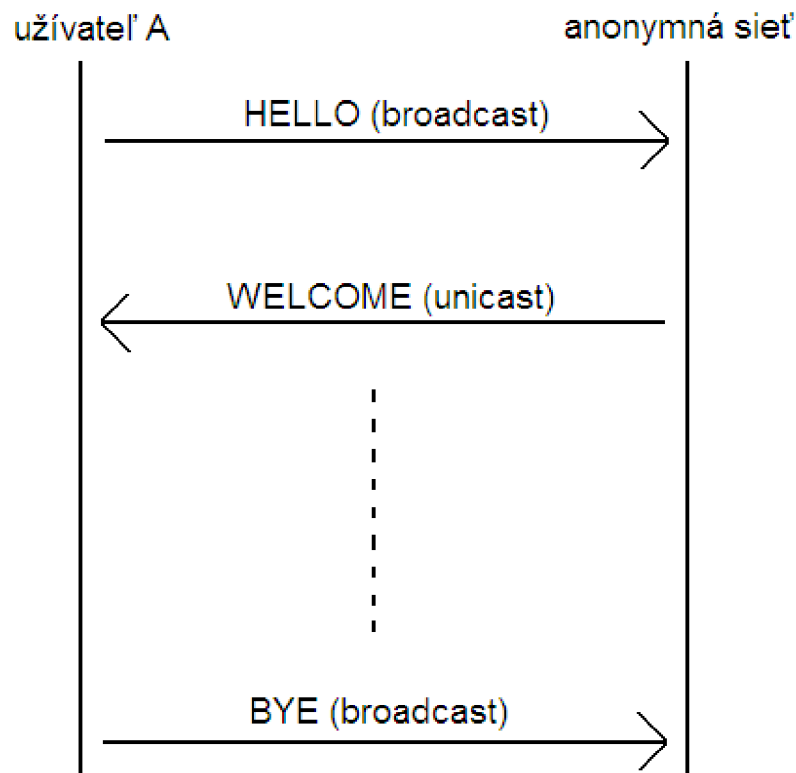 užívateľ A
anonymná sieť
HELLO (broadcast)
WELCOME (unicast)
BYE (broadcast)